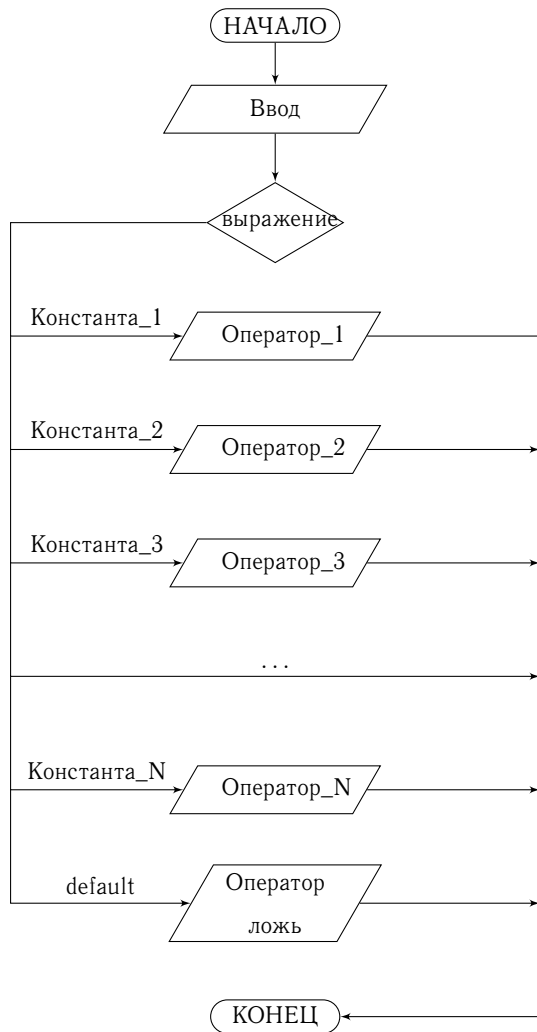 НАЧАЛО
Ввод
выражение
Константа_1
Оператор_1
Константа_2
Оператор_2
Константа_3
Оператор_3
...
Константа_N
Оператор_N
default
Оператор
ложь
КОНЕЦ